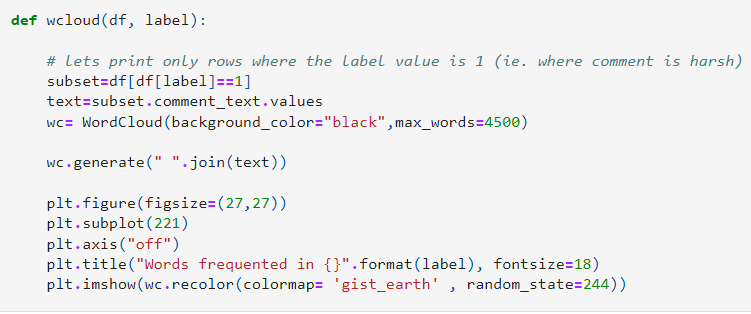 def wcloud(df, label):
# lets print only rows where the label value is 1 (ie. where comment is harsh)
subset=df[df[label]==1]
text=subset.comment_text.values
wc= WordCloud(background_color="black",max_words=4500)
wc.generate(" ".join(text))
plt.figure(figsize=(27,27))
plt.subplot(221)
plt.axis("off")
plt.title("Words frequented in {}".format(label), fontsize=18)
plt.imshow(wc.recolor(colormap= 'gist_earth' , random_state=244))